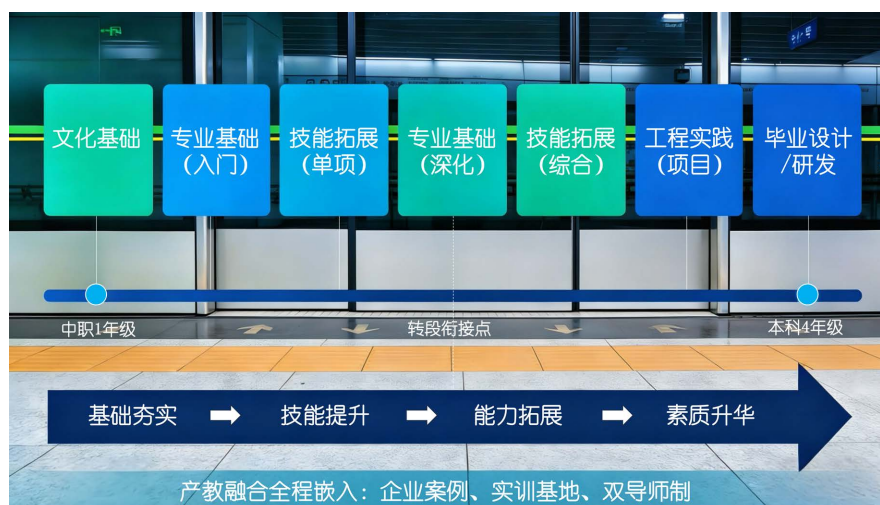 文化基础
专业基础
（入门）
技能拓展
（单项）
专业基础
（深化）
技能拓展
（综合）
工程实践
（项目）
毕业设计
/研发
中职1年级
转段衔接点
本科4年级
基础夯实
技能提升
能力拓展
素质升华
产教融合全程嵌入：企业案例、实训基地、双导师制